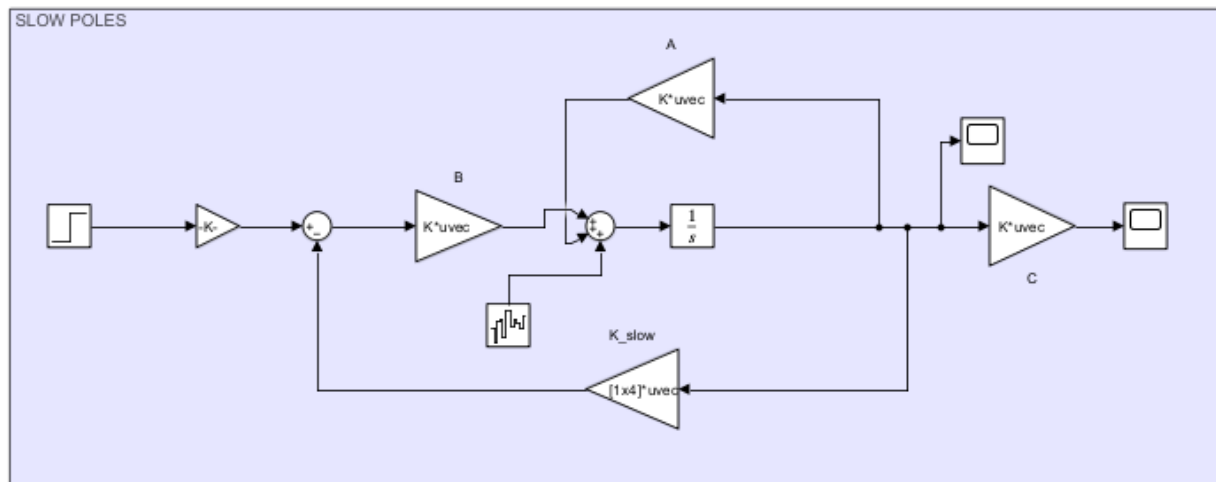 SLOW POLES
A
K*uvec
B
-K-
+
-
K*uvec
+
+
+
1
s
K*uvec
C
K_slow
[1x4]*uvec